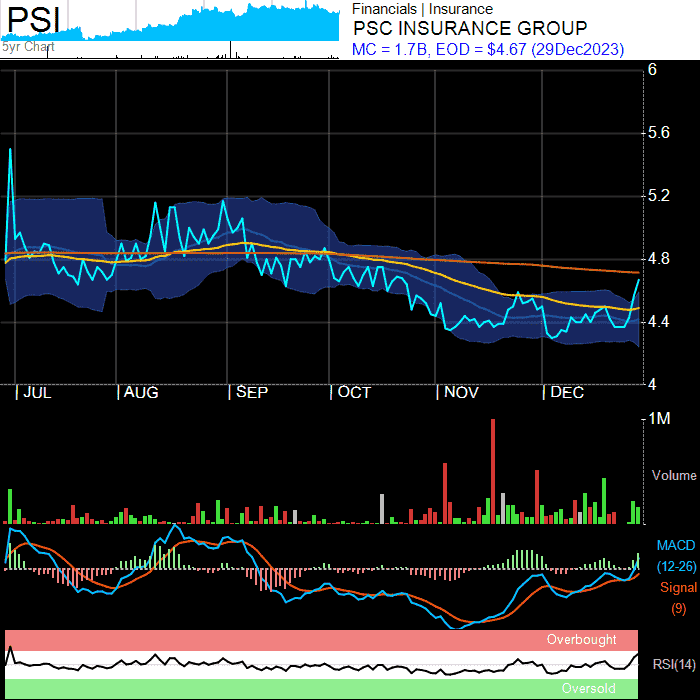 PSI
5yr Chart
Financials | Insurance
PSC INSURANCE GROUP
MC = 1.7B, EOD = $4.67 (29Dec2023)
6
5.6
5.2
4.8
4.4
4
JUL AUG SEP OCT NOV DEC
1M
Volume
MACD
(12-26)
Signal
(9)
Overbought
RSI(14)
Oversold